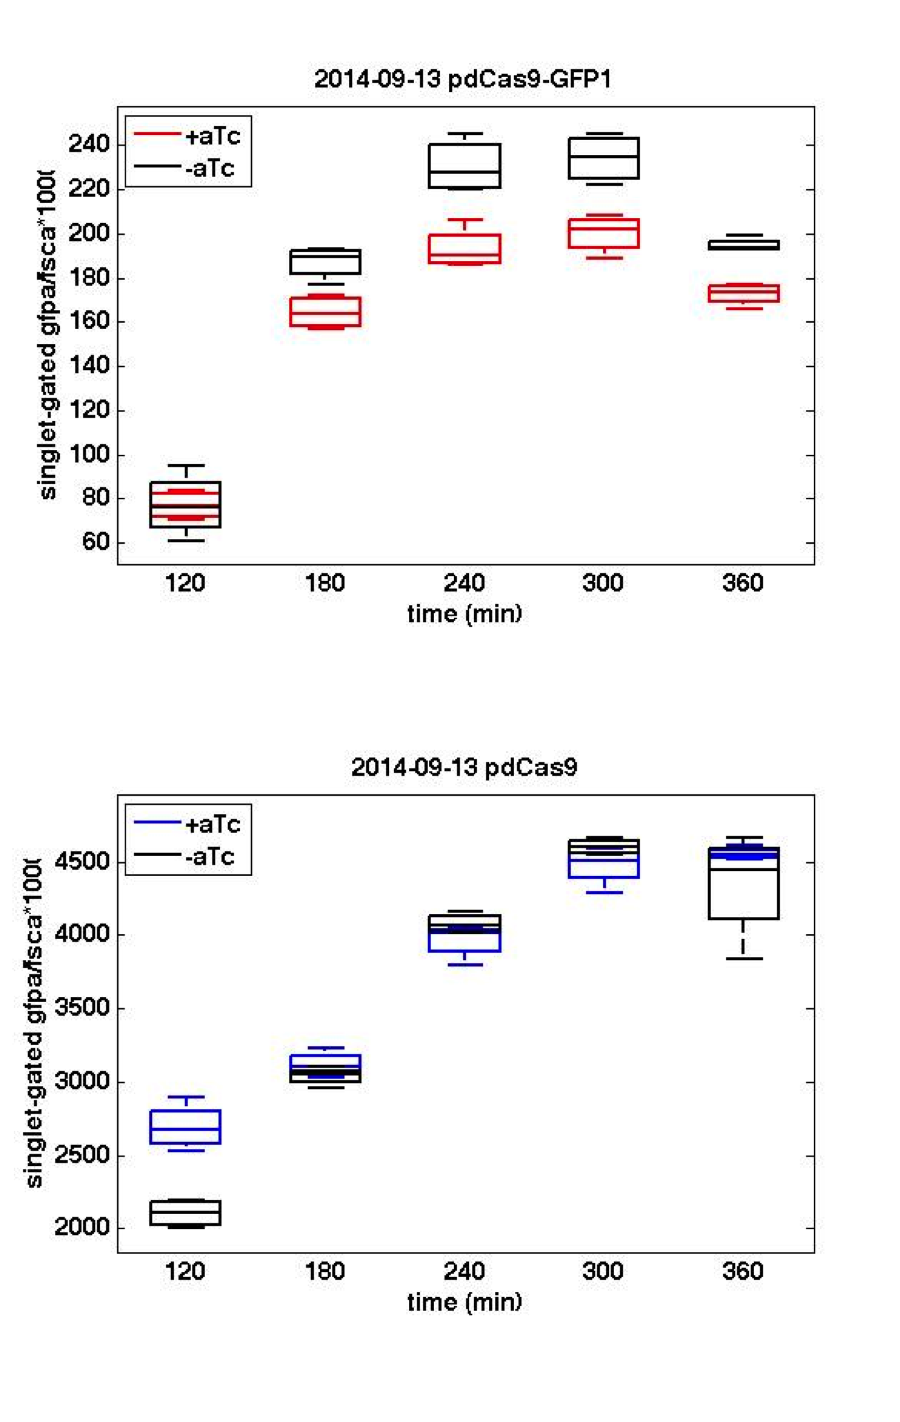 2014-09-13 pdCas9-GFP1
+aTc
-aTc
240
220
200
180
160
140
120
100
80
60
singlet-gated gfpa/fsca*100(
120 180 240 300 360
time (min)
2014-09-13 pdCas9
+aTc
-aTc
4500
4000
3500
3000
2500
2000
singlet-gated gfpa/fsca*100(
120 180 240 300 360
time (min)